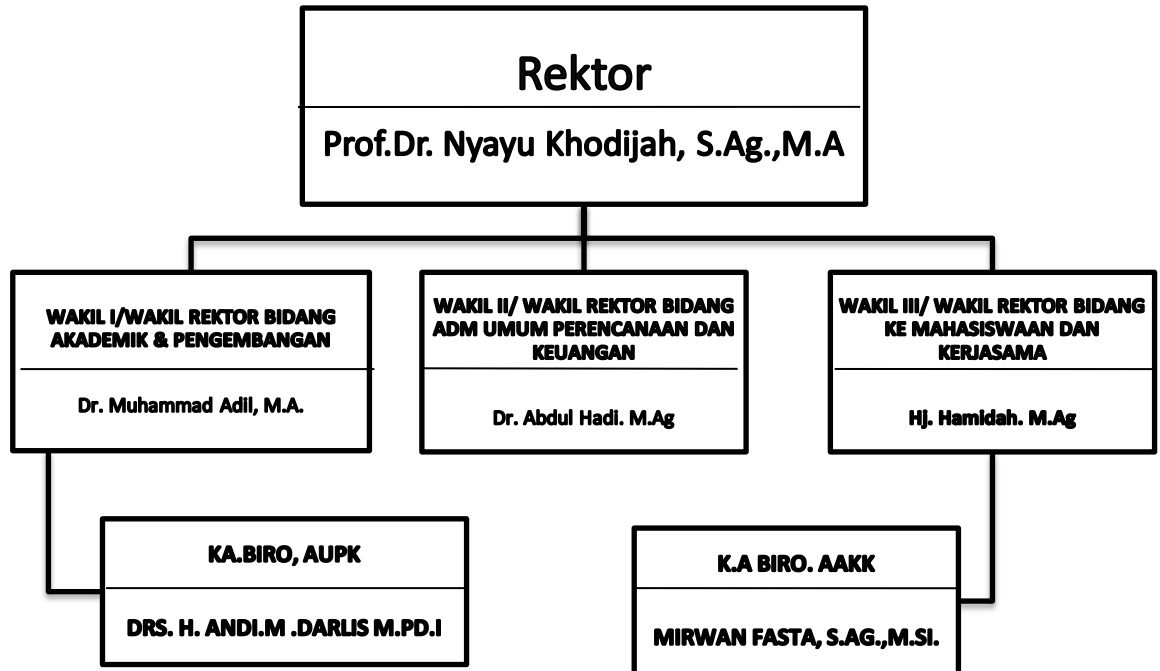 Rektor
Prof.Dr. Nyayu Khodijah, S.Ag.,M.A
WAKIL I/WAKIL REKTOR BIDANG
AKADEMIK & PENGEMBANGAN
Dr. Muhammad Adil, M.A.
WAKIL II/ WAKIL REKTOR BIDANG
ADM UMUM PERENCANAAN DAN
KEUANGAN
Dr. Abdul Hadi. M.Ag
WAKIL III/ WAKIL REKTOR BIDANG
KE MAHASISWAAN DAN
KERJASAMA
Hj. Hamidah. M.Ag
KA.BIRO, AUPK
DRS. H. ANDI.M .DARLIS M.PD.I
K.A BIRO. AAKK
MIRWAN FASTA, S.AG.,M.SI.